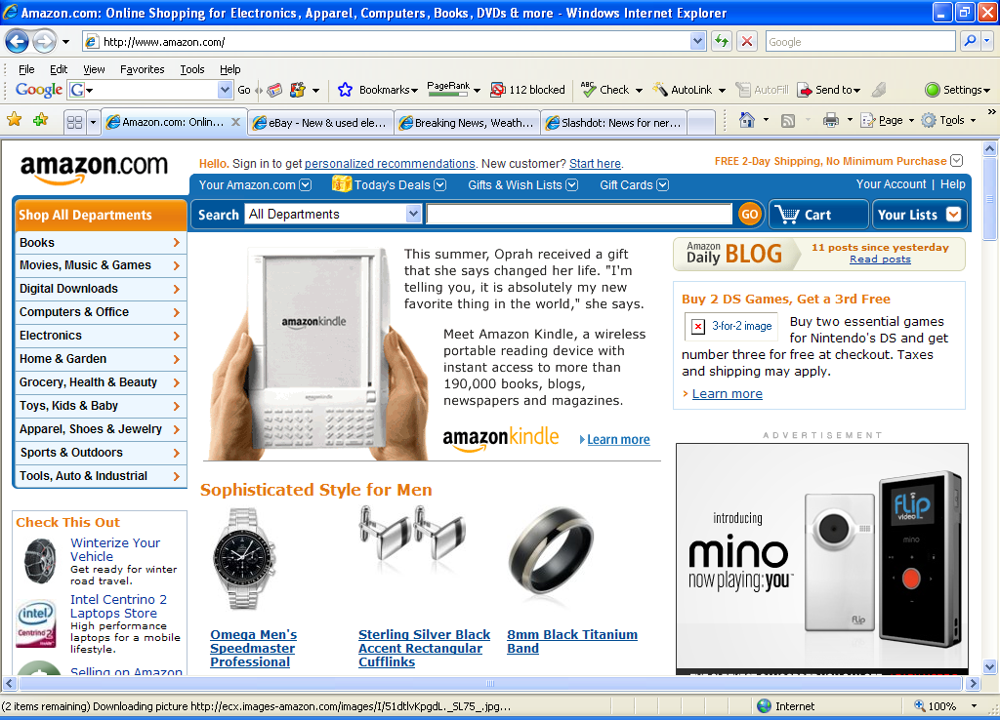 Amazon.com: Online Shopping for Electronics, Apparel, Computers, Books, DVDs & more - Windows Internet Explorer
http://www.amazon.com/
Google
File Edit View Favorites Tools Help
Google G Go Bookmarks PageRank 112 blocked ABC Check AutoLink AutoFill Send to Settings
Amazon.com: Onlin... eBay - New & used ele... Breaking News, Weath... Slashdot: News for ner... Page Tools
amazon.com
Hello. Sign in to get personalized recommendations. New customer? Start here.
FREE 2-Day Shipping, No Minimum Purchase
Your Amazon.com Today's Deals Gifts & Wish Lists Gift Cards Your Account | Help
Shop All Departments
Search All Departments GO Cart Your Lists
Books
Movies, Music & Games
Digital Downloads
Computers & Office
Electronics
Home & Garden
Grocery, Health & Beauty
Toys, Kids & Baby
Apparel, Shoes & Jewelry
Sports & Outdoors
Tools, Auto & Industrial
Check This Out
Winterize Your
Vehicle
Get ready for winter
road travel.
intel
Centrino 2
inside
Intel Centrino 2
Laptops Store
High performance
laptops for a mobile
lifestyle.
Selling on Amazon
amazonkindle
amazonkindle
This summer, Oprah received a gift
that she says changed her life. "I'm
telling you, it is absolutely my new
favorite thing in the world," she says.
Meet Amazon Kindle, a wireless
portable reading device with
instant access to more than
190,000 books, blogs,
newspapers and magazines.
amazonkindle
Learn more
Sophisticated Style for Men
Omega Men's
Speedmaster
Professional
Sterling Silver Black
Accent Rectangular
Cufflinks
8mm Black Titanium
Band
Amazon
Daily BLOG
11 posts since yesterday
Read posts
Buy 2 DS Games, Get a 3rd Free
3-for-2 image
Buy two essential games
for Nintendo's DS and get
number three for free at checkout. Taxes
and shipping may apply.
Learn more
ADVERTISEMENT
introducing
mino
now playing:you™
flip
flip
video
mino
(2 items remaining) Downloading picture http://ecx.images-amazon.com/images/I/51dtlvKpgdL._SL75_.jpg...
Internet
100%